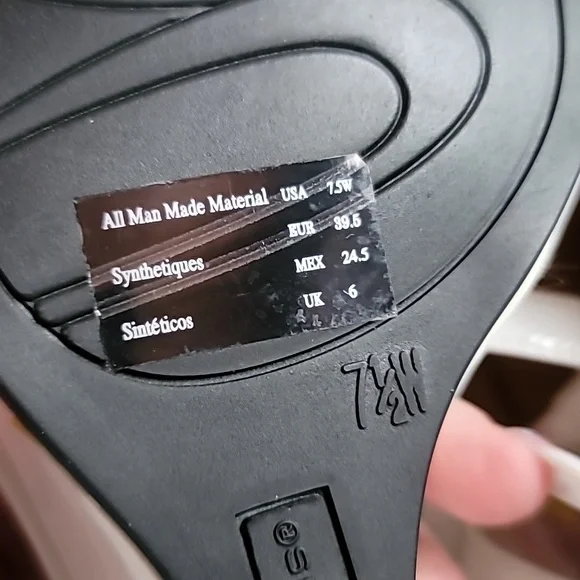 All Man Made Material USA 7.5W
EUR 39.5
Synthetiques MEX 24.5
UK 6
Sintéticos
7½W
S®